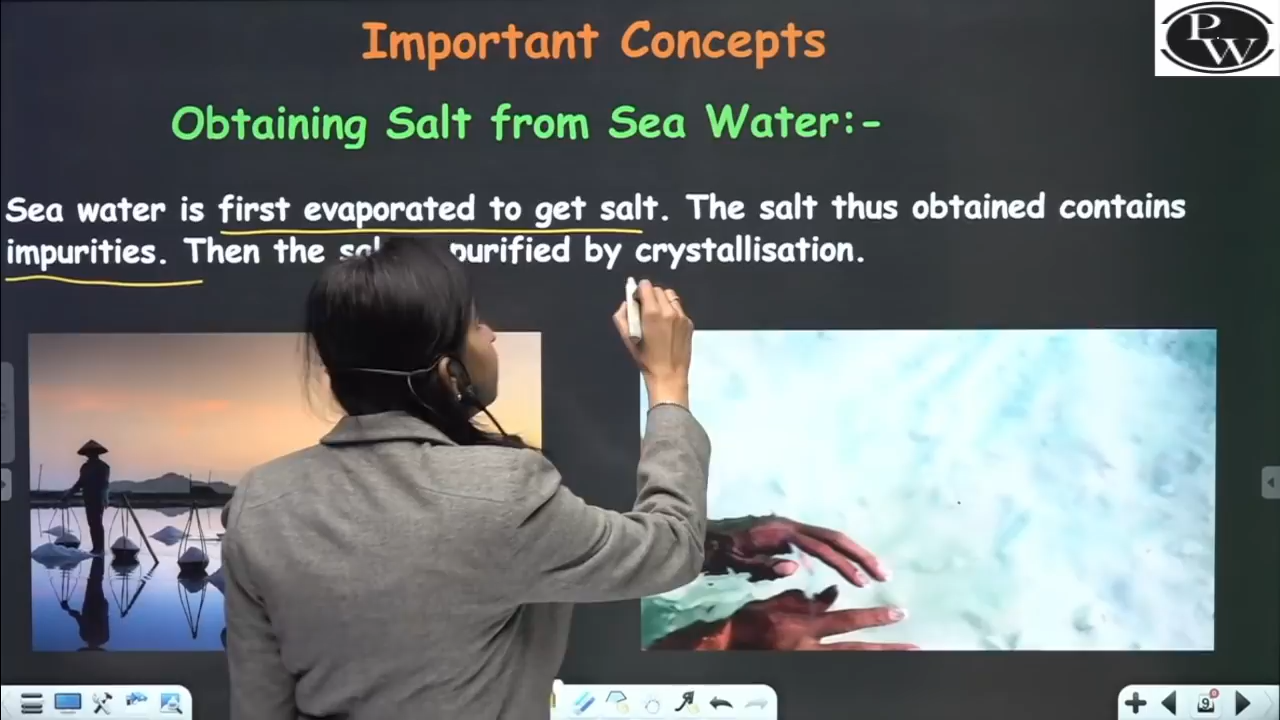 Important Concepts
PW
Obtaining Salt from Sea Water:-
Sea water is first evaporated to get salt. The salt thus obtained contains
impurities. Then the purified by crystallisation.
9